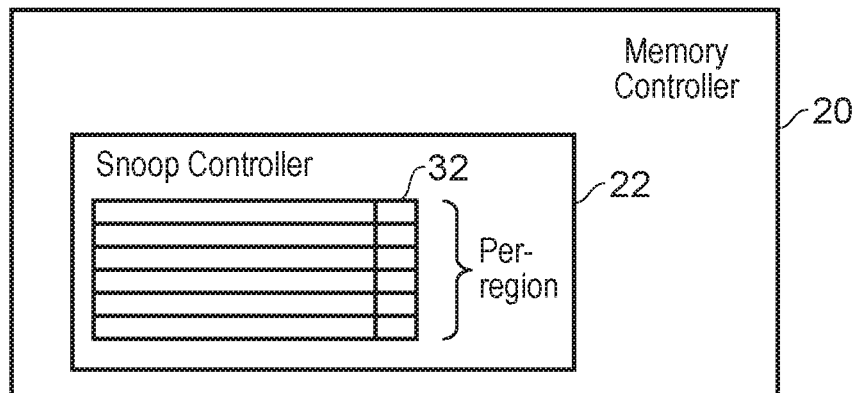 Memory
Controller
20
Snoop Controller
32
22
Per-
region